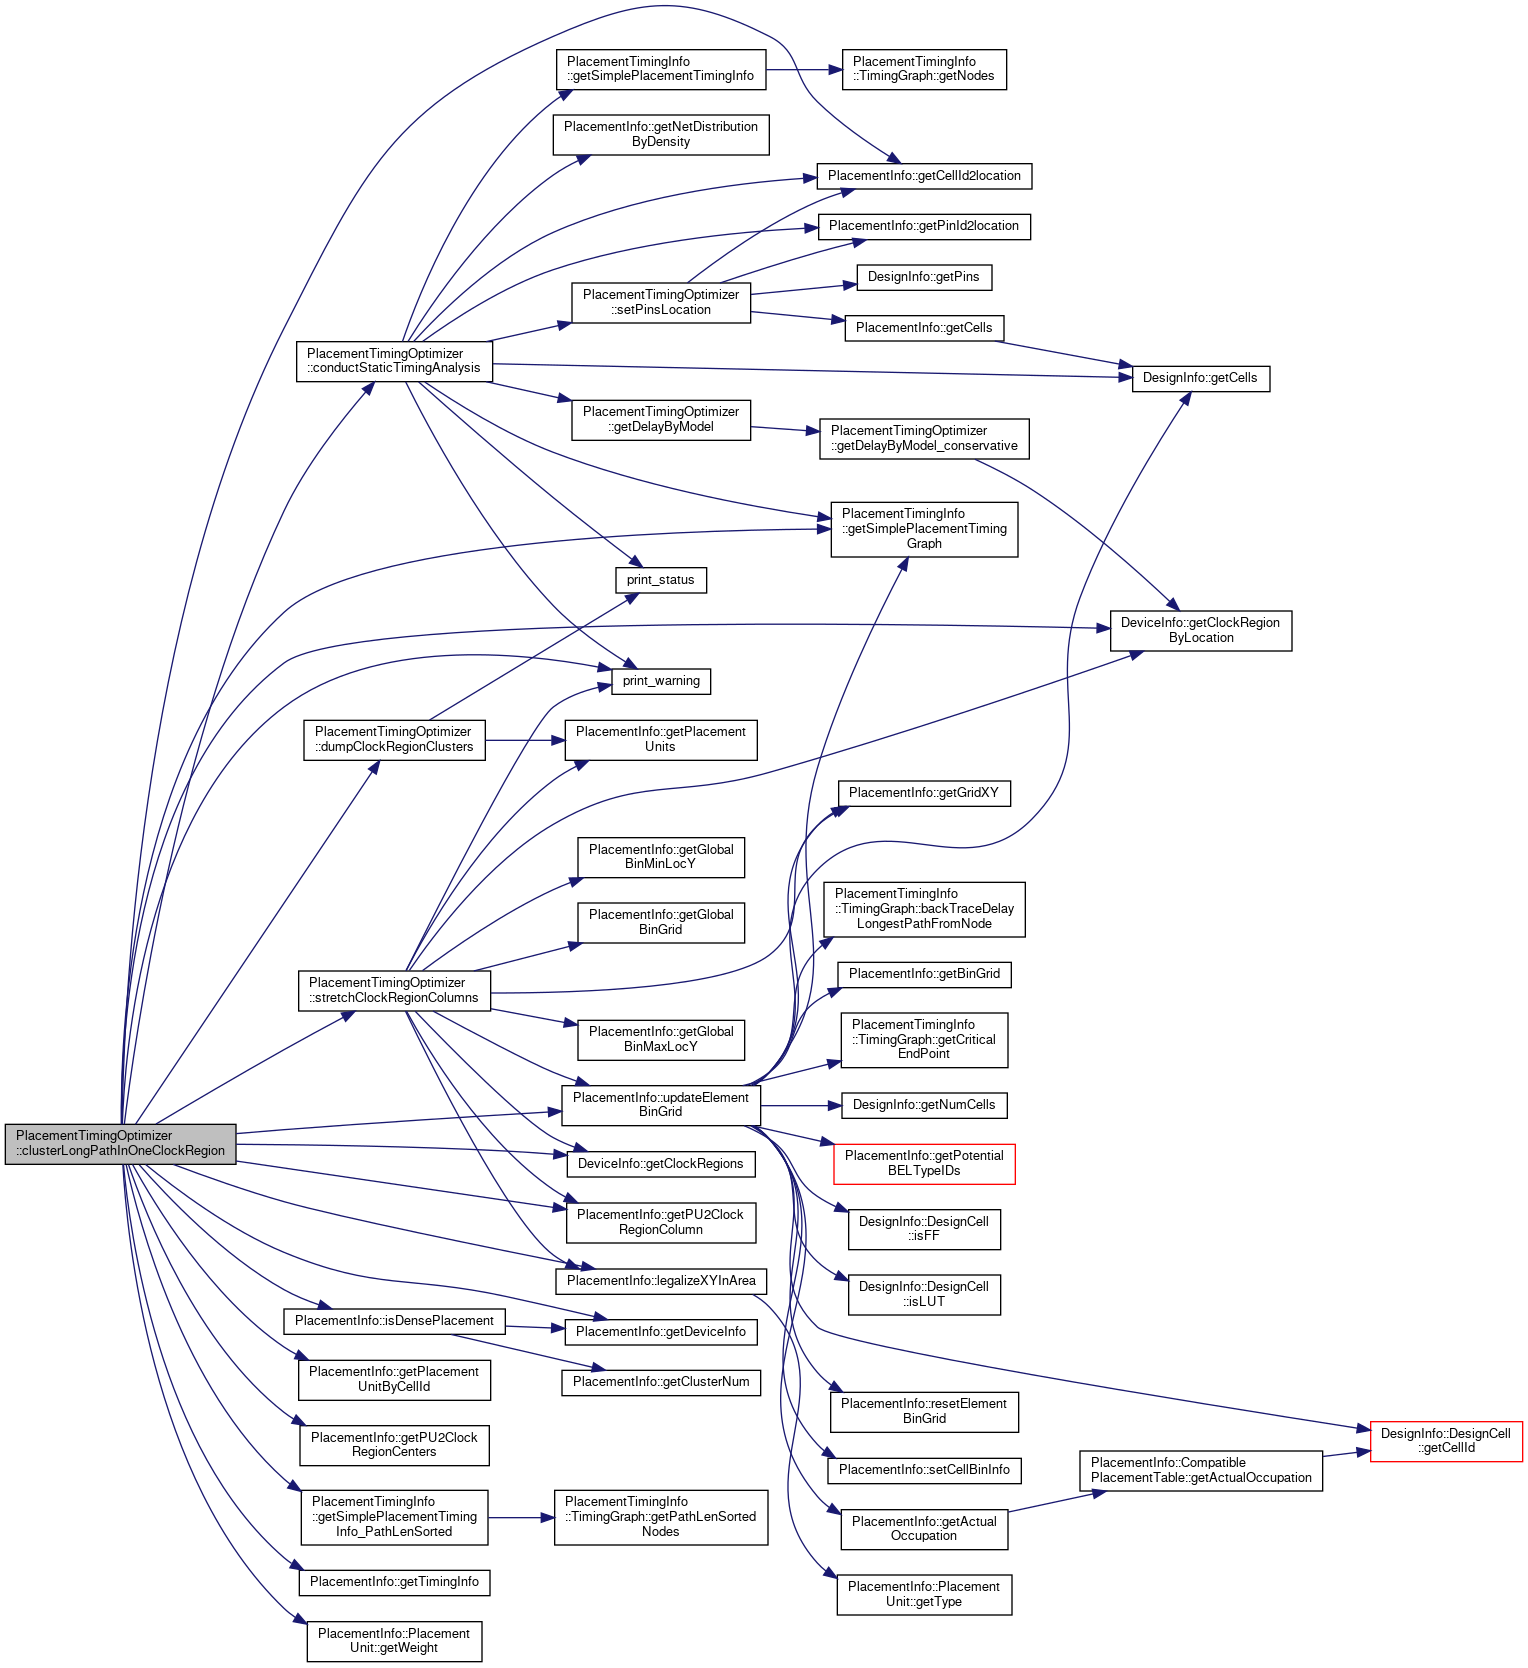 PlacementTimingInfo
::getSimplePlacementTimingInfo
PlacementTimingInfo
::TimingGraph::getNodes
PlacementInfo::getNetDistribution
ByDensity
PlacementInfo::getCellId2location
PlacementInfo::getPinId2location
DesignInfo::getPins
PlacementTimingOptimizer
::setPinsLocation
PlacementInfo::getCells
PlacementTimingOptimizer
::conductStaticTimingAnalysis
DesignInfo::getCells
PlacementTimingOptimizer
::getDelayByModel
PlacementTimingOptimizer
::getDelayByModel_conservative
PlacementTimingInfo
::getSimplePlacementTiming
Graph
print_status
DeviceInfo::getClockRegion
ByLocation
print_warning
PlacementTimingOptimizer
::dumpClockRegionClusters
PlacementInfo::getPlacement
Units
PlacementInfo::getGridXY
PlacementInfo::getGlobal
BinMinLocY
PlacementTimingInfo
::TimingGraph::backTraceDelay
LongestPathFromNode
PlacementInfo::getGlobal
BinGrid
PlacementInfo::getBinGrid
PlacementTimingOptimizer
::stretchClockRegionColumns
PlacementInfo::getGlobal
BinMaxLocY
PlacementTimingInfo
::TimingGraph::getCritical
EndPoint
PlacementInfo::updateElement
BinGrid
DesignInfo::getNumCells
PlacementTimingOptimizer
::clusterLongPathInOneClockRegion
DeviceInfo::getClockRegions
PlacementInfo::getPotential
BELTypeIDs
PlacementInfo::getPU2Clock
RegionColumn
DesignInfo::DesignCell
::isFF
PlacementInfo::legalizeXYInArea
DesignInfo::DesignCell
::isLUT
PlacementInfo::isDensePlacement
PlacementInfo::getDeviceInfo
PlacementInfo::getPlacement
UnitByCellId
PlacementInfo::getClusterNum
PlacementInfo::resetElement
BinGrid
PlacementInfo::getPU2Clock
RegionCenters
DesignInfo::DesignCell
::getCellId
PlacementInfo::setCellBinInfo
PlacementInfo::Compatible
PlacementTable::getActualOccupation
PlacementTimingInfo
::getSimplePlacementTiming
Info_PathLenSorted
PlacementTimingInfo
::TimingGraph::getPathLenSorted
Nodes
PlacementInfo::getActual
Occupation
PlacementInfo::getTimingInfo
PlacementInfo::Placement
Unit::getType
PlacementInfo::Placement
Unit::getWeight